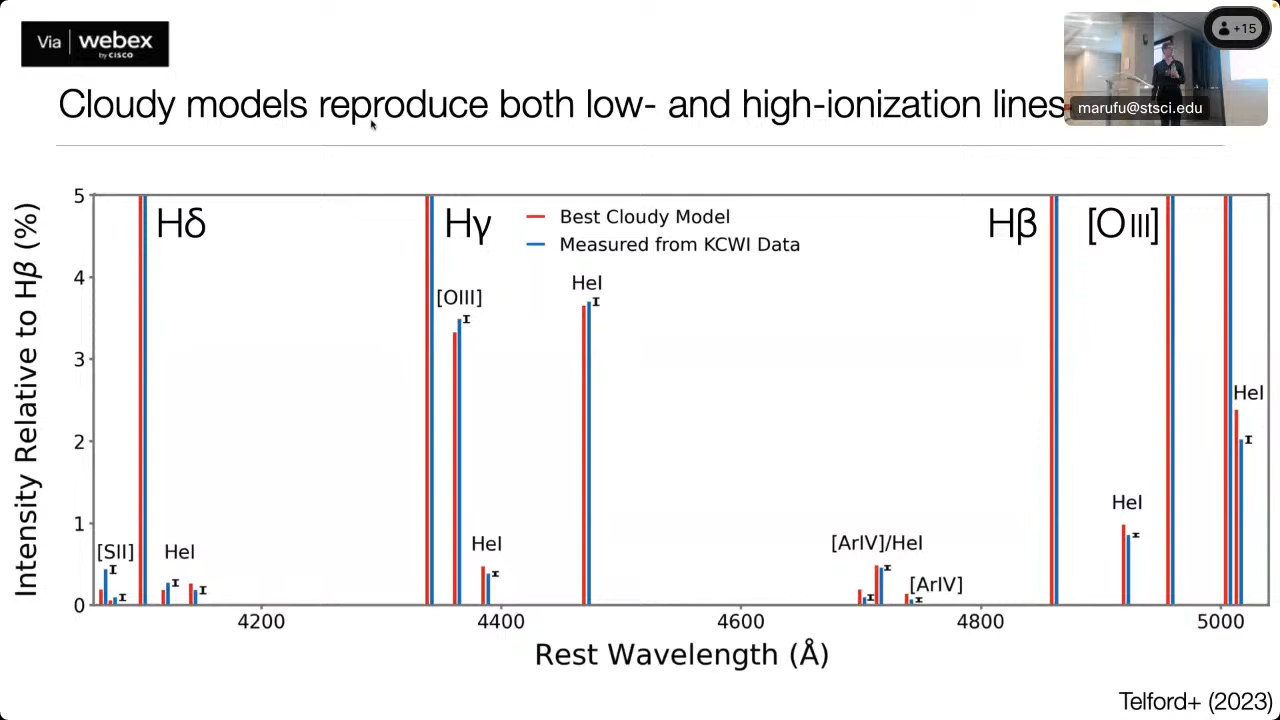 Via | webex
by CISCO
+15
marufu@stsci.edu
Cloudy models reproduce both low- and high-ionization lines
Intensity Relative to Hβ (%)
5
4
3
2
1
0
Hδ
Hγ
Best Cloudy Model
Measured from KCWI Data
Hβ
[OIII]
[OIII]
HeI
HeI
[SII]
HeI
HeI
[ArIV]/HeI
[ArIV]
HeI
4200
4400
4600
4800
5000
Rest Wavelength (Å)
Telford+ (2023)